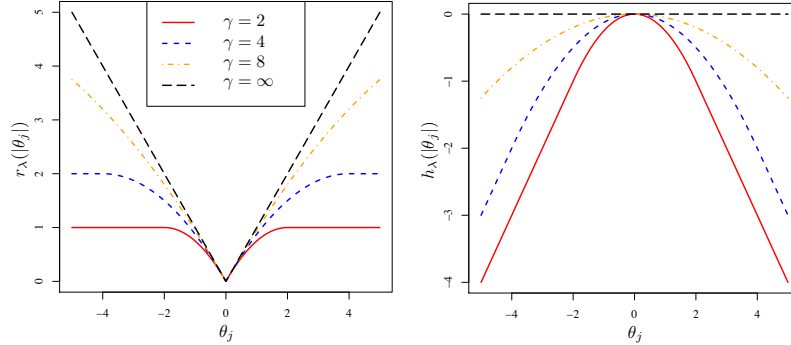 γ = 2
γ = 4
γ = 8
γ = ∞
r_λ(|θ_j|)
5
4
3
2
1
0
−4 −2 0 2 4
θ_j
h_λ(|θ_j|)
0
−1
−2
−3
−4
−4 −2 0 2 4
θ_j